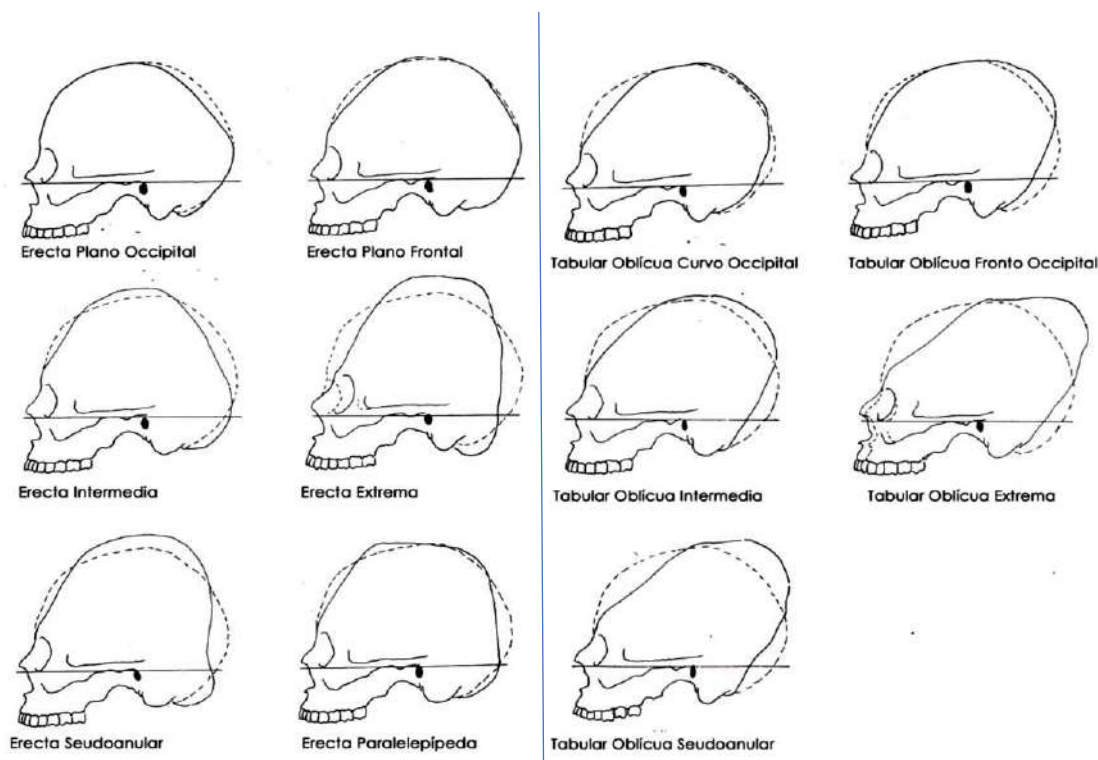 Erecta Plano Occipital
Erecta Plano Frontal
Tabular Oblícua Curvo Occipital
Tabular Oblícua Fronto Occipital
Erecta Intermedia
Erecta Extrema
Tabular Oblícua Intermedia
Tabular Oblícua Extrema
Erecta Seudoanular
Erecta Paralelepípeda
Tabular Oblícua Seudoanular